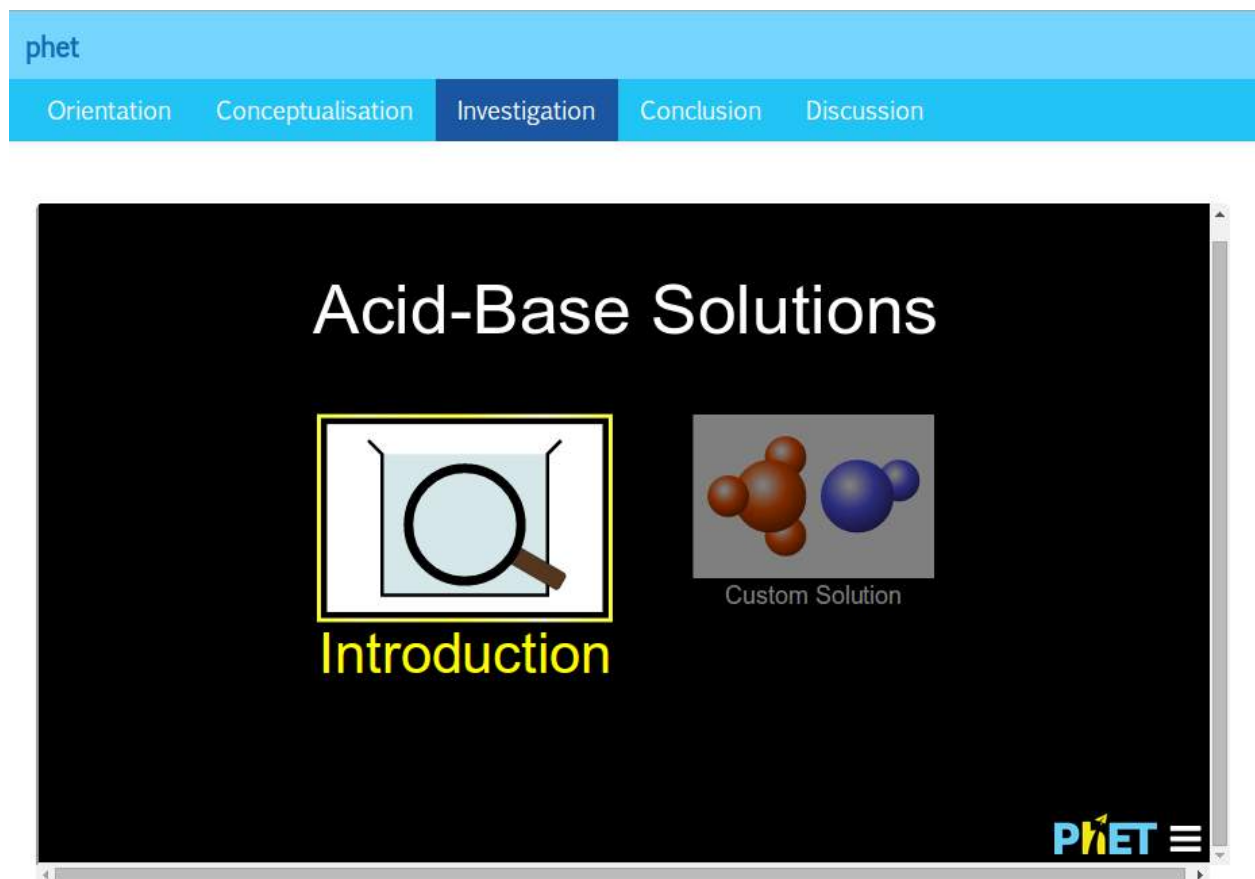 phet
Orientation Conceptualisation Investigation Conclusion Discussion
Acid-Base Solutions
Introduction
Custom Solution
PhET